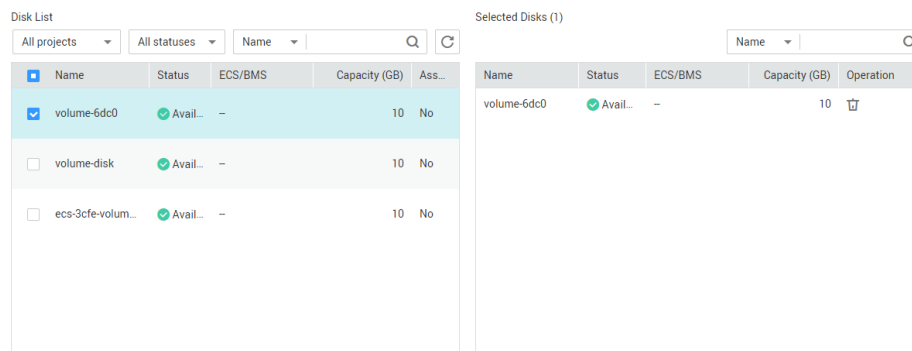 Disk List
Selected Disks (1)
All projects All statuses Name
Name
Name Status ECS/BMS Capacity (GB) Ass...
Name Status ECS/BMS Capacity (GB) Operation
volume-6dc0 Avail... -- 10 No
volume-6dc0 Avail... -- 10
volume-disk Avail... -- 10 No
ecs-3cfe-volum... Avail... -- 10 No